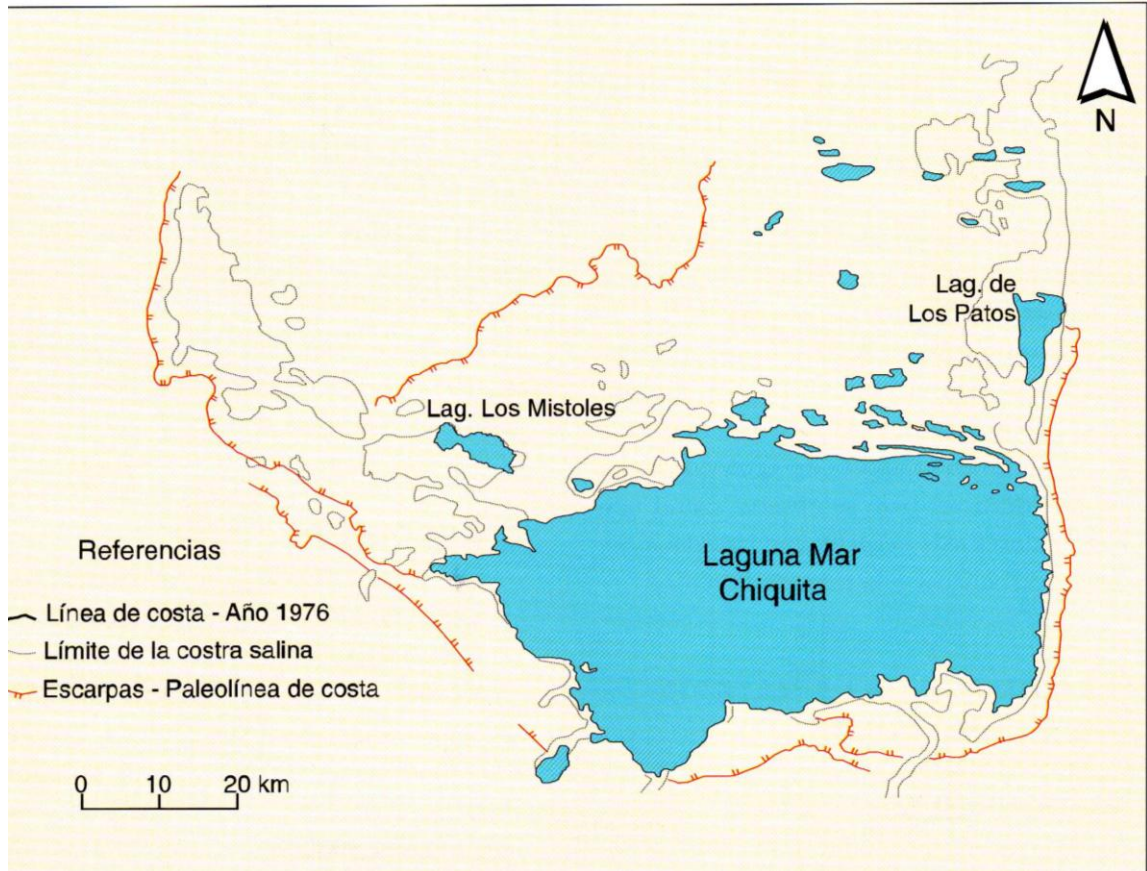 N
Lag. de
Los Patos
Lag. Los Mistoles
Laguna Mar
Chiquita
Referencias
Línea de costa - Año 1976
Límite de la costra salina
Escarpas - Paleolínea de costa
0 10 20 km